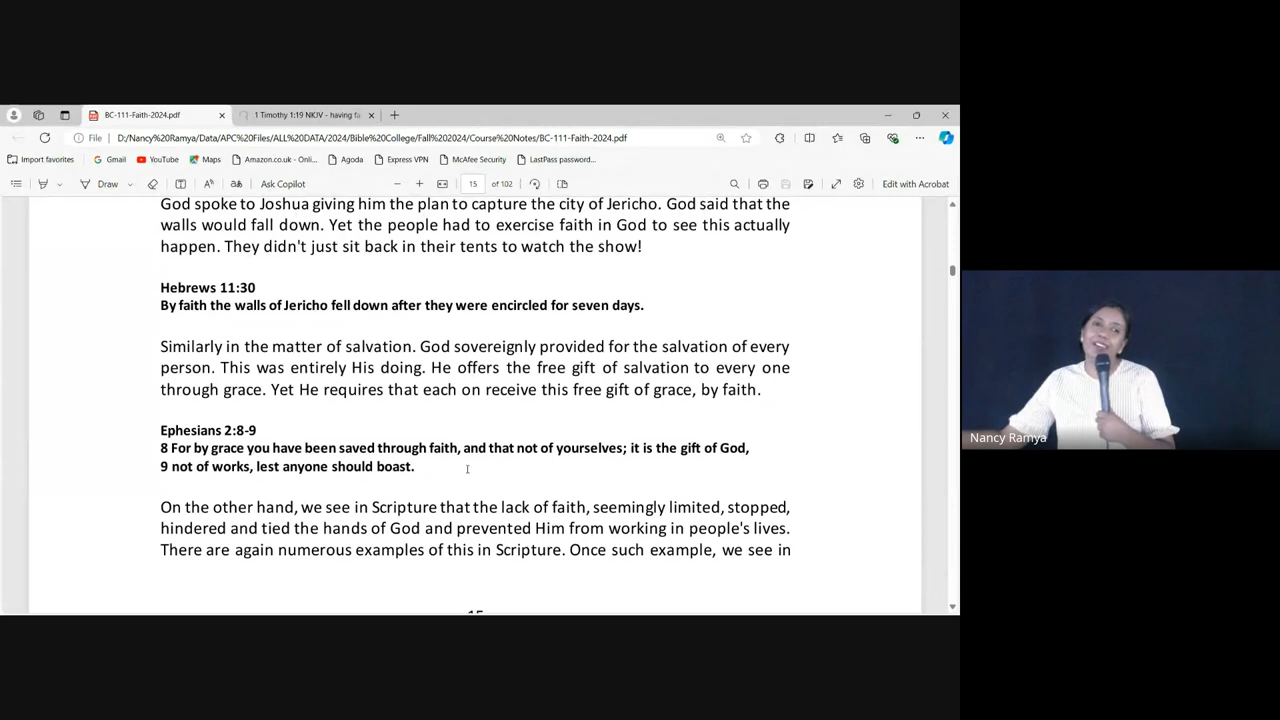 BC-111-Faith-2024.pdf
1 Timothy 1:19 NKJV - having fa
File
D:/Nancy%20Ramya/Data/APC%20Files/ALL%20DATA/2024/Bible%20College/Fall%202024/Course%20Notes/BC-111-Faith-2024.pdf
Import favorites
Gmail
YouTube
Maps
Amazon.co.uk - Onli...
Agoda
Express VPN
McAfee Security
LastPass password...
Draw
Ask Copilot
15 of 102
Edit with Acrobat
God spoke to Joshua giving him the plan to capture the city of Jericho. God said that the
walls would fall down. Yet the people had to exercise faith in God to see this actually
happen. They didn't just sit back in their tents to watch the show!
Hebrews 11:30
By faith the walls of Jericho fell down after they were encircled for seven days.
Similarly in the matter of salvation. God sovereignly provided for the salvation of every
person. This was entirely His doing. He offers the free gift of salvation to every one
through grace. Yet He requires that each on receive this free gift of grace, by faith.
Ephesians 2:8-9
8 For by grace you have been saved through faith, and that not of yourselves; it is the gift of God,
9 not of works, lest anyone should boast.
On the other hand, we see in Scripture that the lack of faith, seemingly limited, stopped,
hindered and tied the hands of God and prevented Him from working in people's lives.
There are again numerous examples of this in Scripture. Once such example, we see in
15
Nancy Ramya